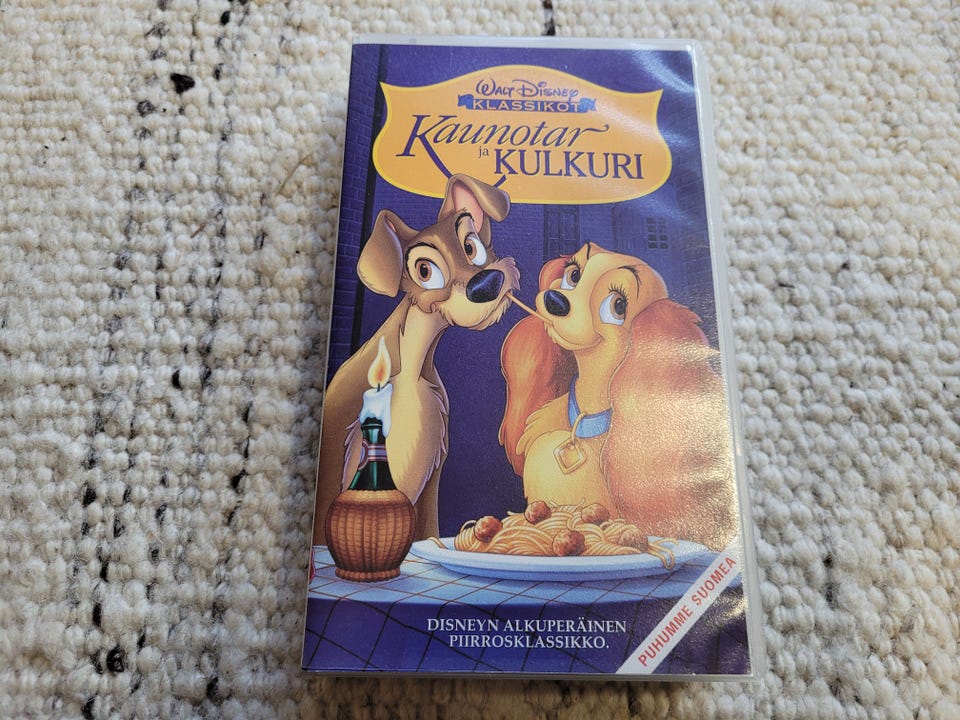 WALT DISNEY
KLASSIKOT
Kaunotar
ja KULKURI
DISNEYN ALKUPERÄINEN
PIIRROSKLASSIKKO.
PUHUMME SUOMEA